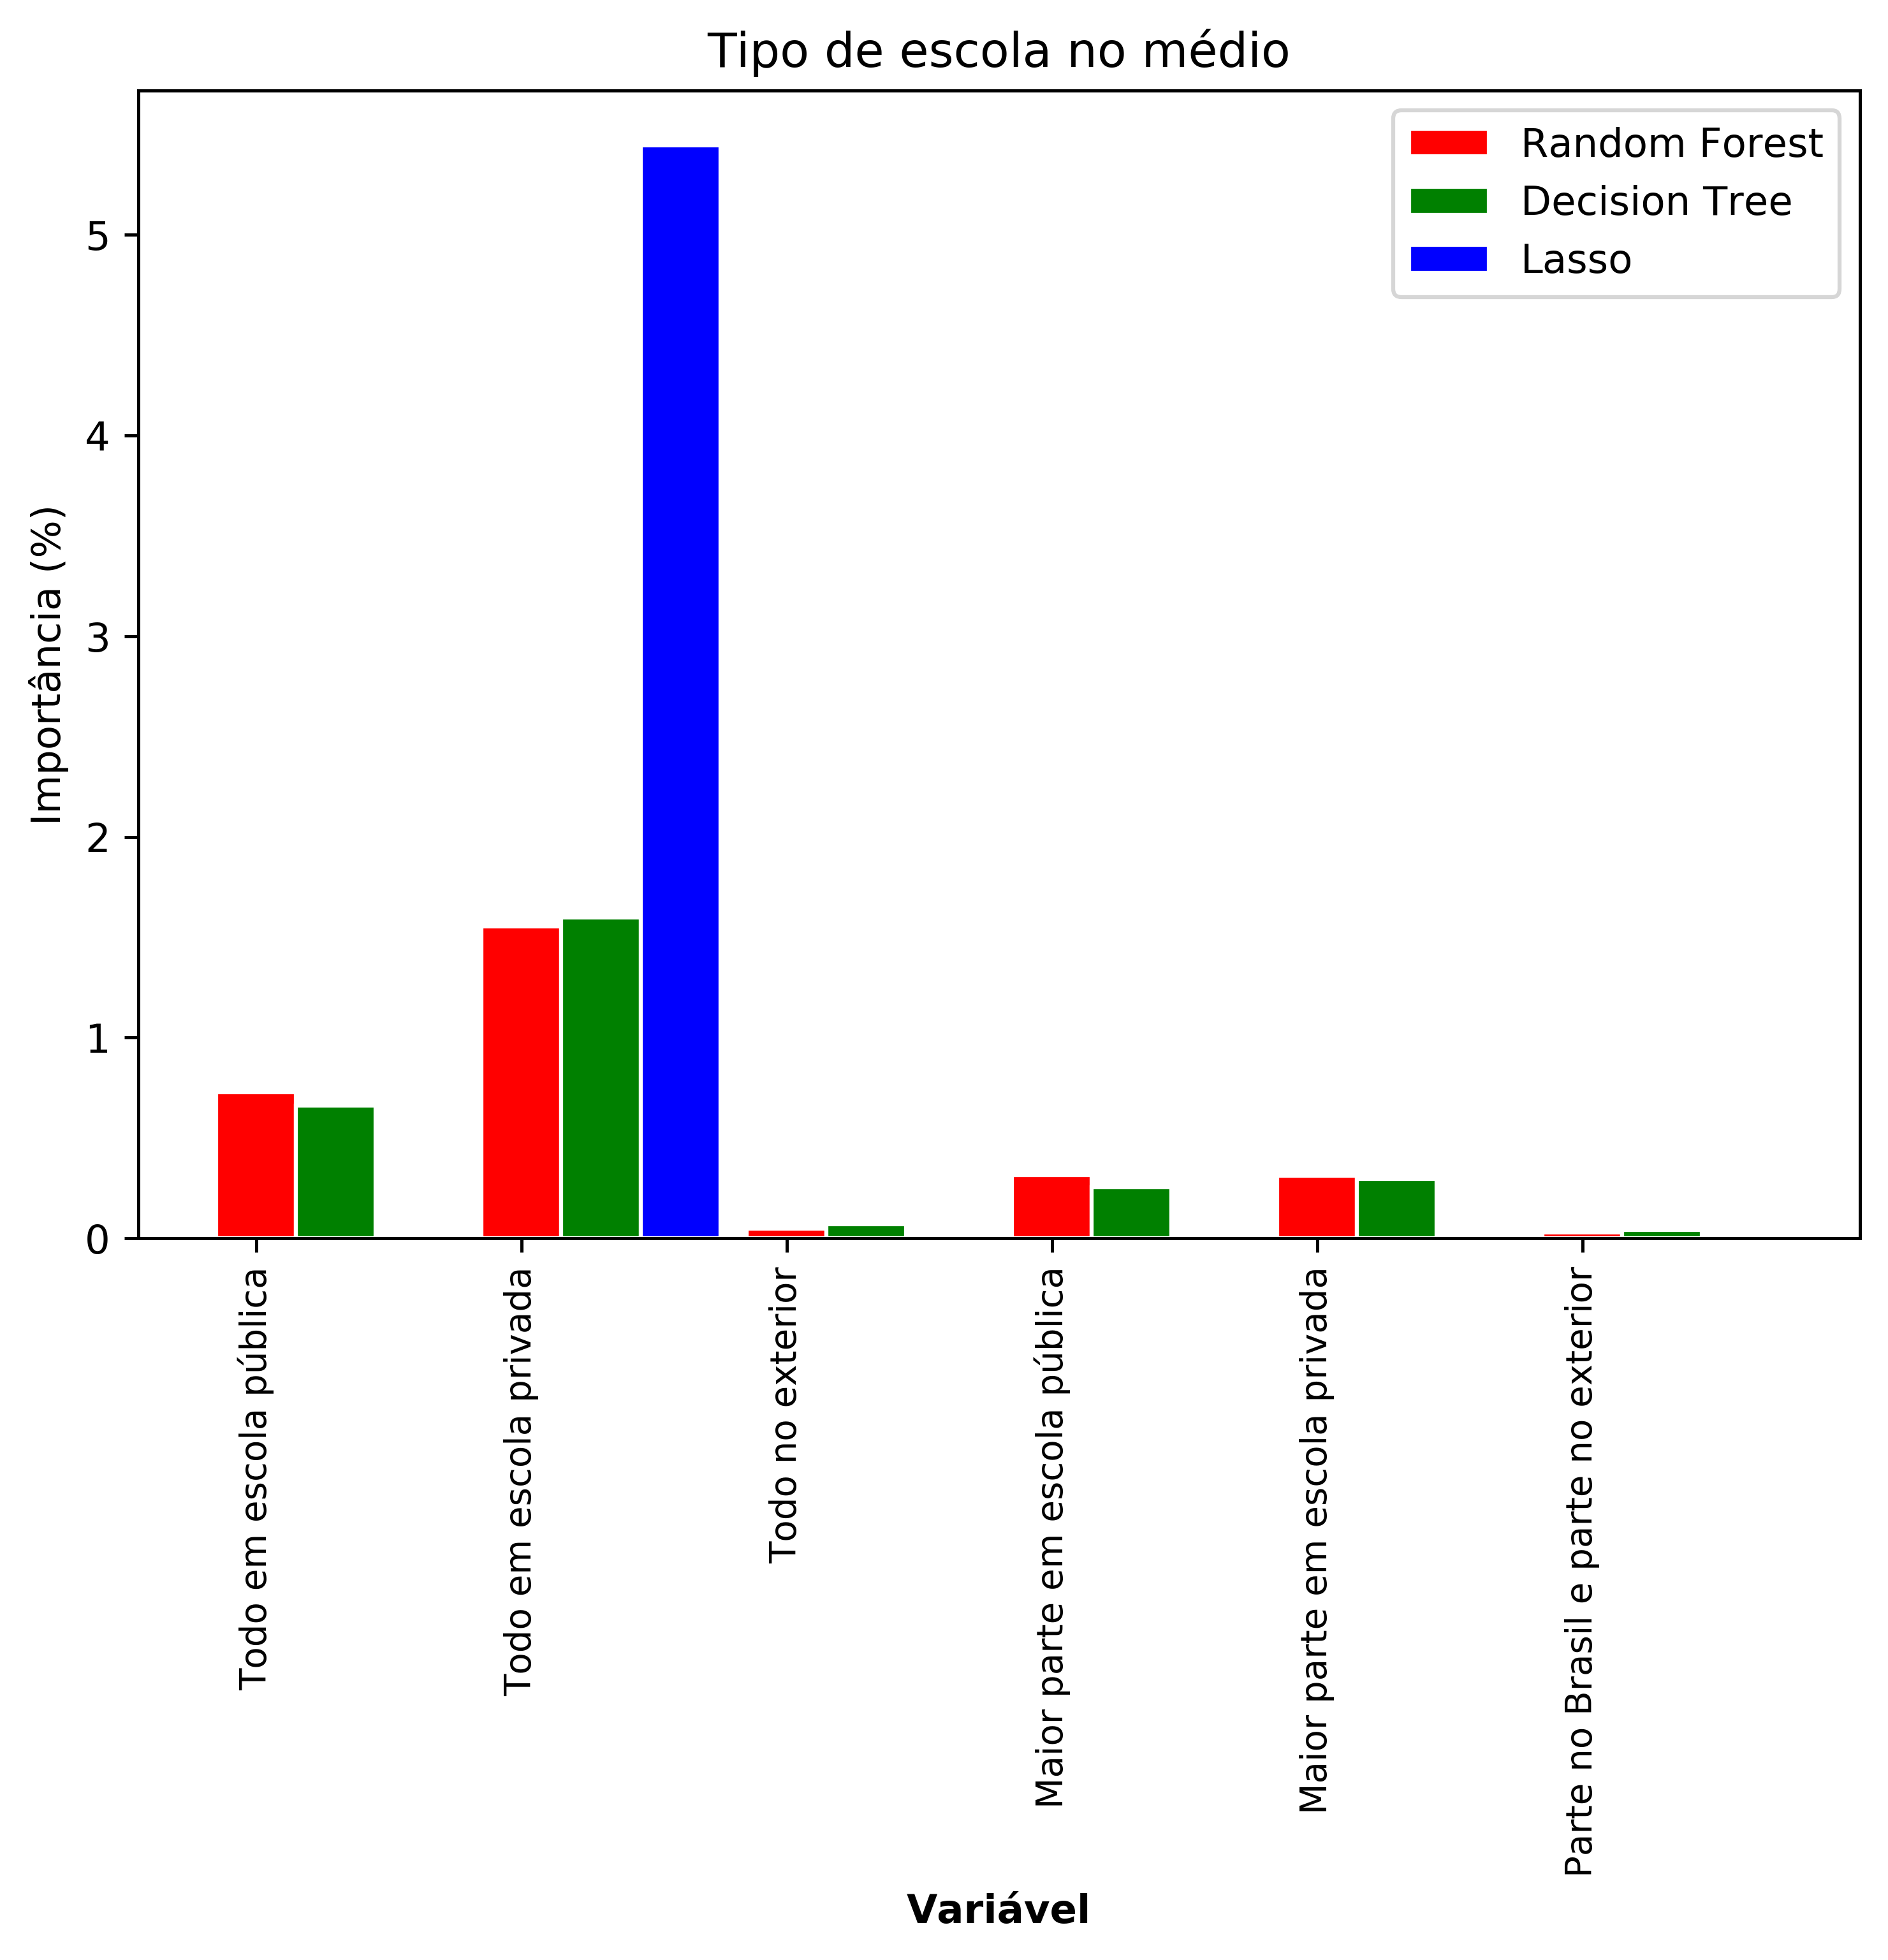 Tipo de escola no médio
Random Forest
Decision Tree
Lasso
Importância (%)
5
4
3
2
1
0
Todo em escola pública
Todo em escola privada
Todo no exterior
Maior parte em escola pública
Maior parte em escola privada
Parte no Brasil e parte no exterior
Variável